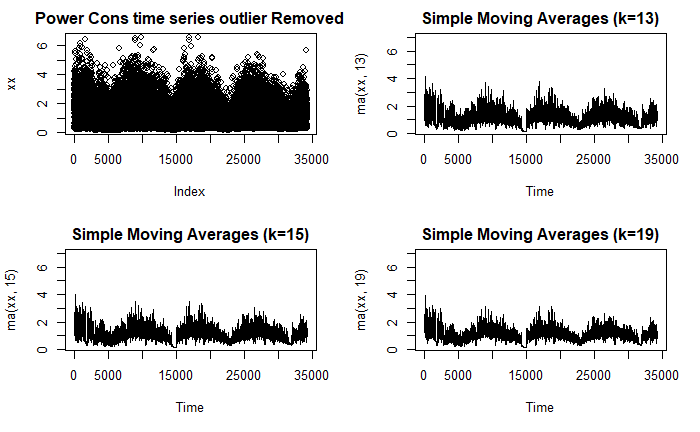 Power Cons time series outlier Removed
xx
0 2 4 6
0 5000 15000 25000 35000
Index
Simple Moving Averages (k=13)
ma(xx, 13)
0 2 4 6
0 5000 15000 25000 35000
Time
Simple Moving Averages (k=15)
ma(xx, 15)
0 2 4 6
0 5000 15000 25000 35000
Time
Simple Moving Averages (k=19)
ma(xx, 19)
0 2 4 6
0 5000 15000 25000 35000
Time